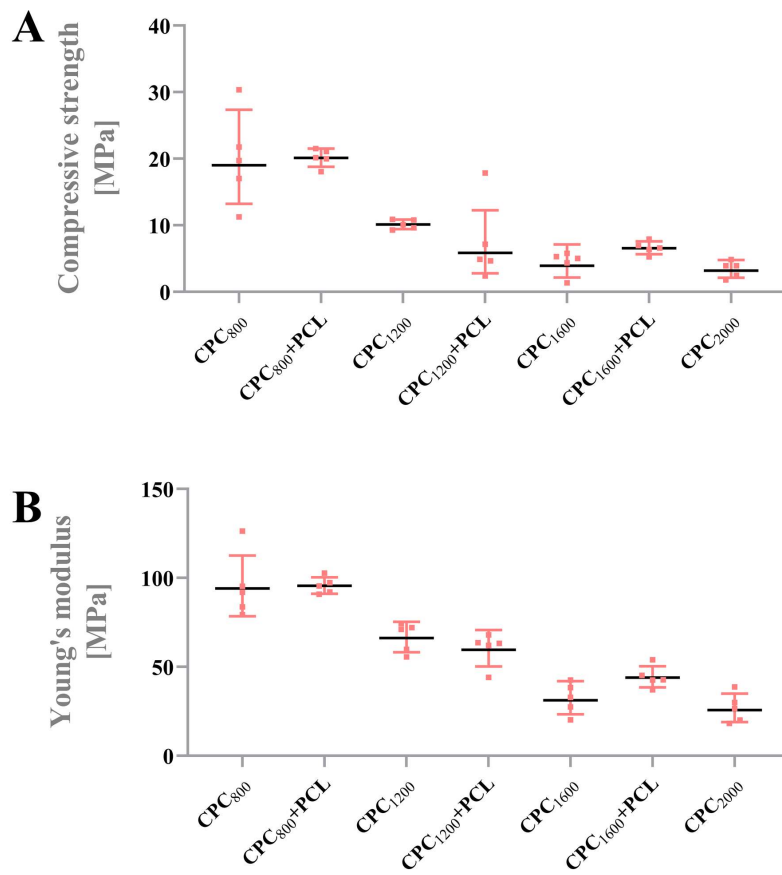 A
Compressive strength
[MPa]
40
30
20
10
0
CPC₈₀₀
CPC₈₀₀+PCL
CPC₁₂₀₀
CPC₁₂₀₀+PCL
CPC₁₆₀₀
CPC₁₆₀₀+PCL
CPC₂₀₀₀
B
Young's modulus
[MPa]
150
100
50
0
CPC₈₀₀
CPC₈₀₀+PCL
CPC₁₂₀₀
CPC₁₂₀₀+PCL
CPC₁₆₀₀
CPC₁₆₀₀+PCL
CPC₂₀₀₀